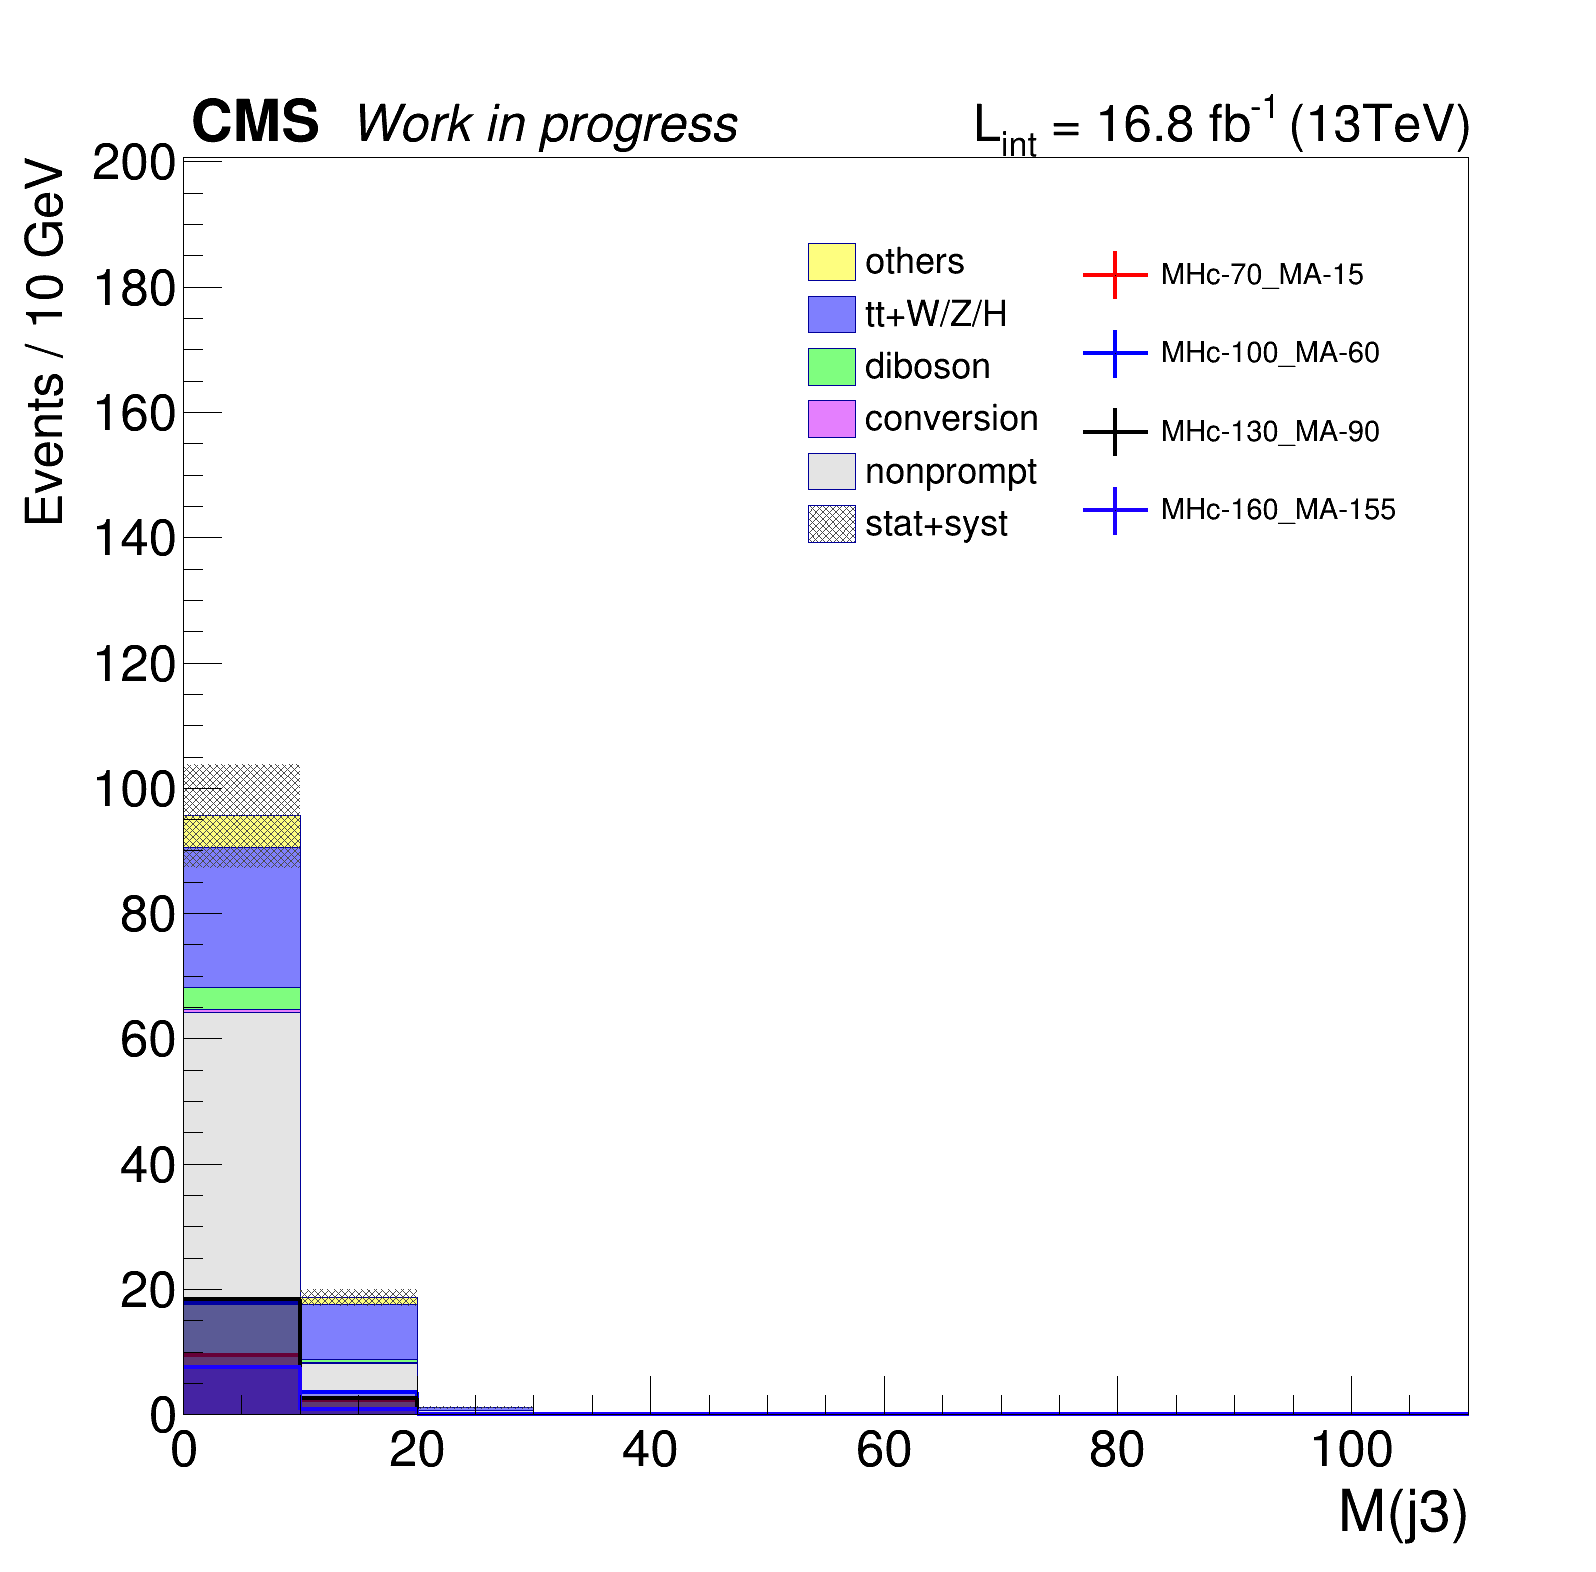 CMS Work in progress
L_int = 16.8 fb^-1 (13TeV)
Events / 10 GeV
200
180
160
140
120
100
80
60
40
20
0
others
tt+W/Z/H
diboson
conversion
nonprompt
stat+syst
MHc-70_MA-15
MHc-100_MA-60
MHc-130_MA-90
MHc-160_MA-155
0 20 40 60 80 100
M(j3)